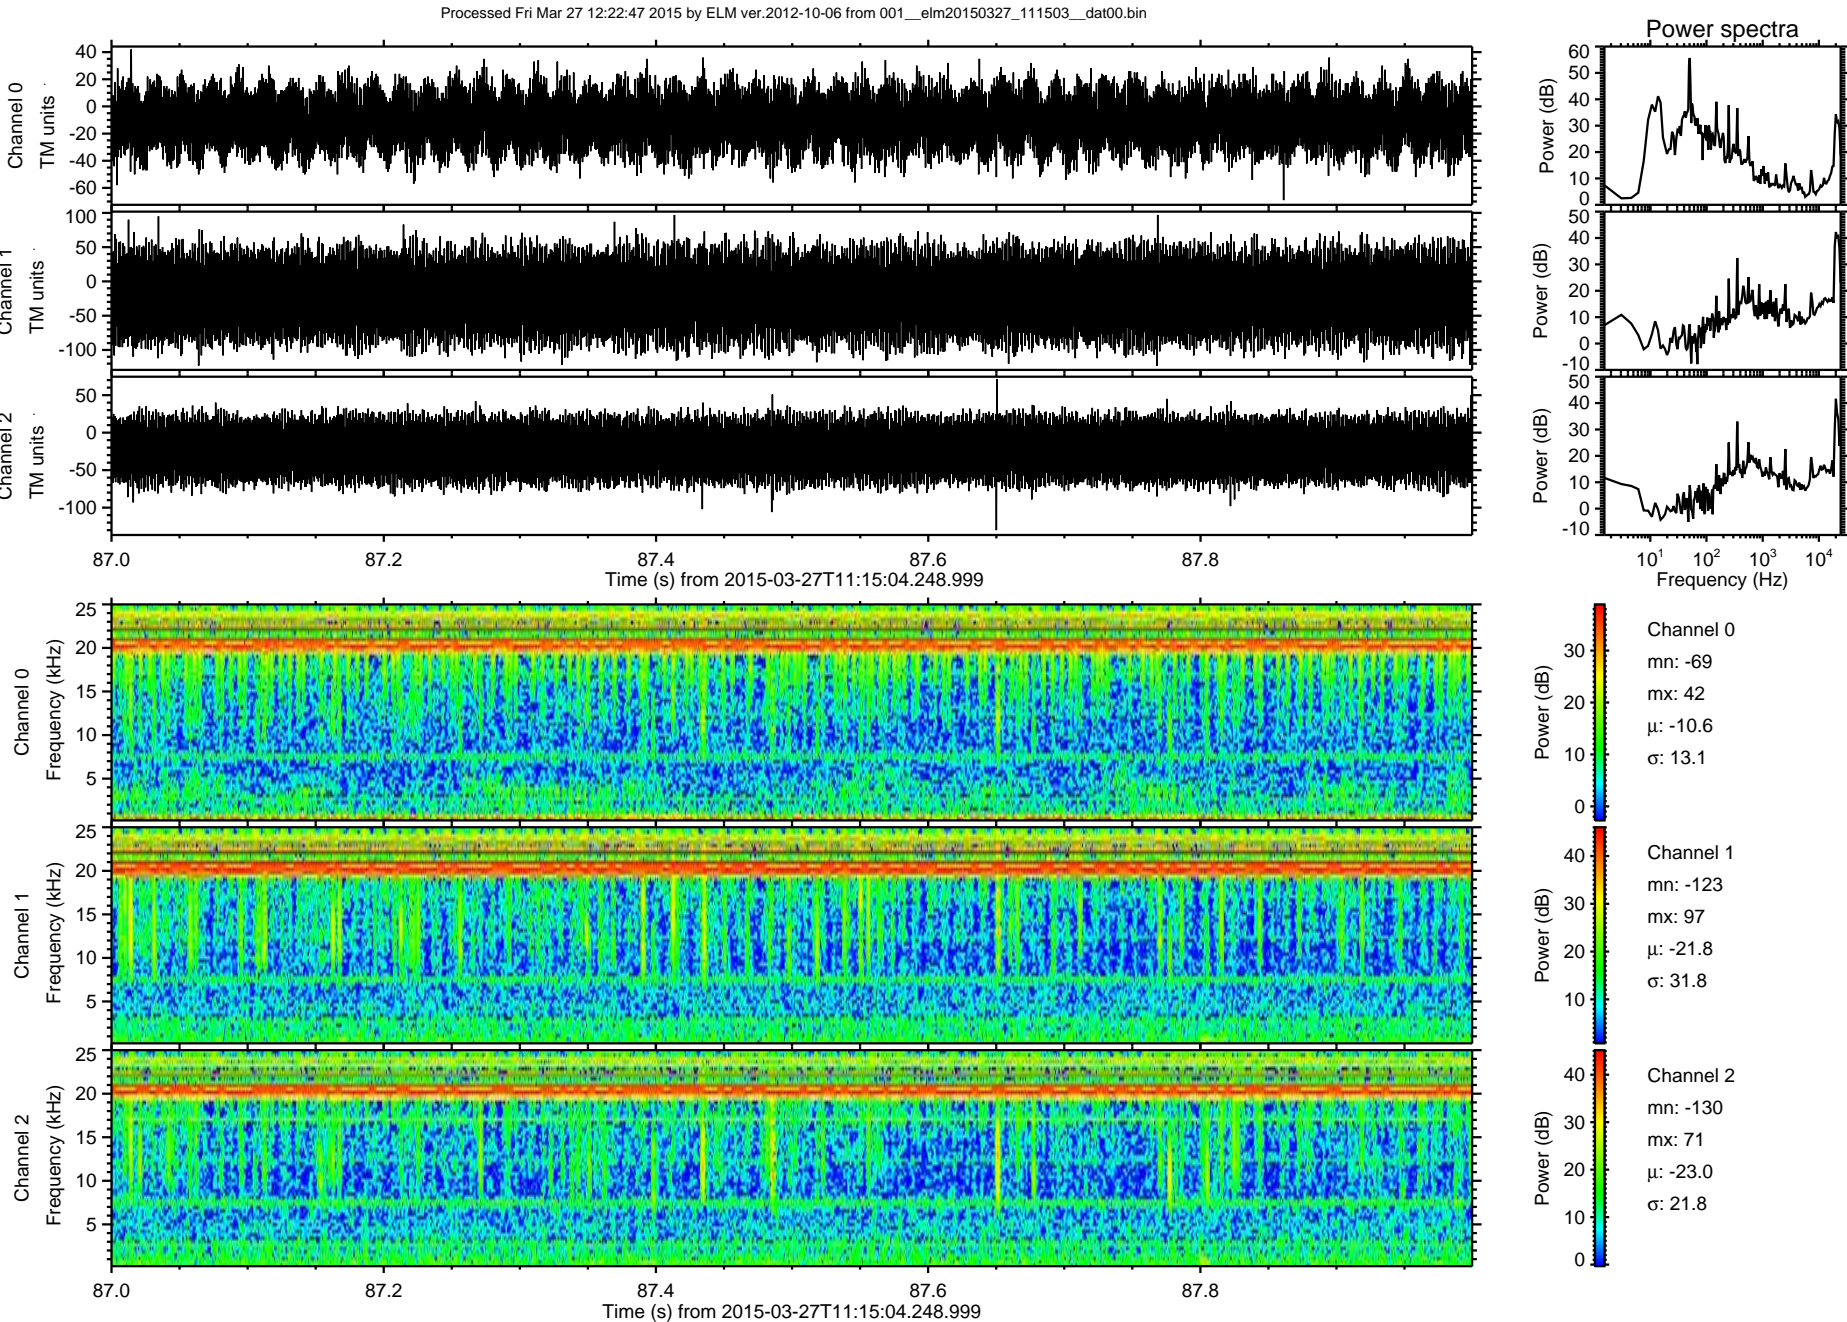 Processed Fri Mar 27 12:22:47 2015 by ELM ver.2012-10-06 from 001__elm20150327_111503__dat00.bin
Power spectra
Channel 0
TM units
40
20
0
-20
-40
-60
Power (dB)
60
50
40
30
20
10
0
Channel 1
TM units
100
50
0
-50
-100
Power (dB)
50
40
30
20
10
0
-10
Channel 2
TM units
50
0
-50
-100
Power (dB)
50
40
30
20
10
0
-10
87.0 87.2 87.4 87.6 87.8
Time (s) from 2015-03-27T11:15:04.248.999
10^1 10^2 10^3 10^4
Frequency (Hz)
Channel 0
Frequency (kHz)
25
20
15
10
5
Power (dB)
30
20
10
0
Channel 0
mn: -69
mx: 42
μ: -10.6
σ: 13.1
Channel 1
Frequency (kHz)
25
20
15
10
5
Power (dB)
40
30
20
10
Channel 1
mn: -123
mx: 97
μ: -21.8
σ: 31.8
Channel 2
Frequency (kHz)
25
20
15
10
5
Power (dB)
40
30
20
10
0
Channel 2
mn: -130
mx: 71
μ: -23.0
σ: 21.8
87.0 87.2 87.4 87.6 87.8
Time (s) from 2015-03-27T11:15:04.248.999